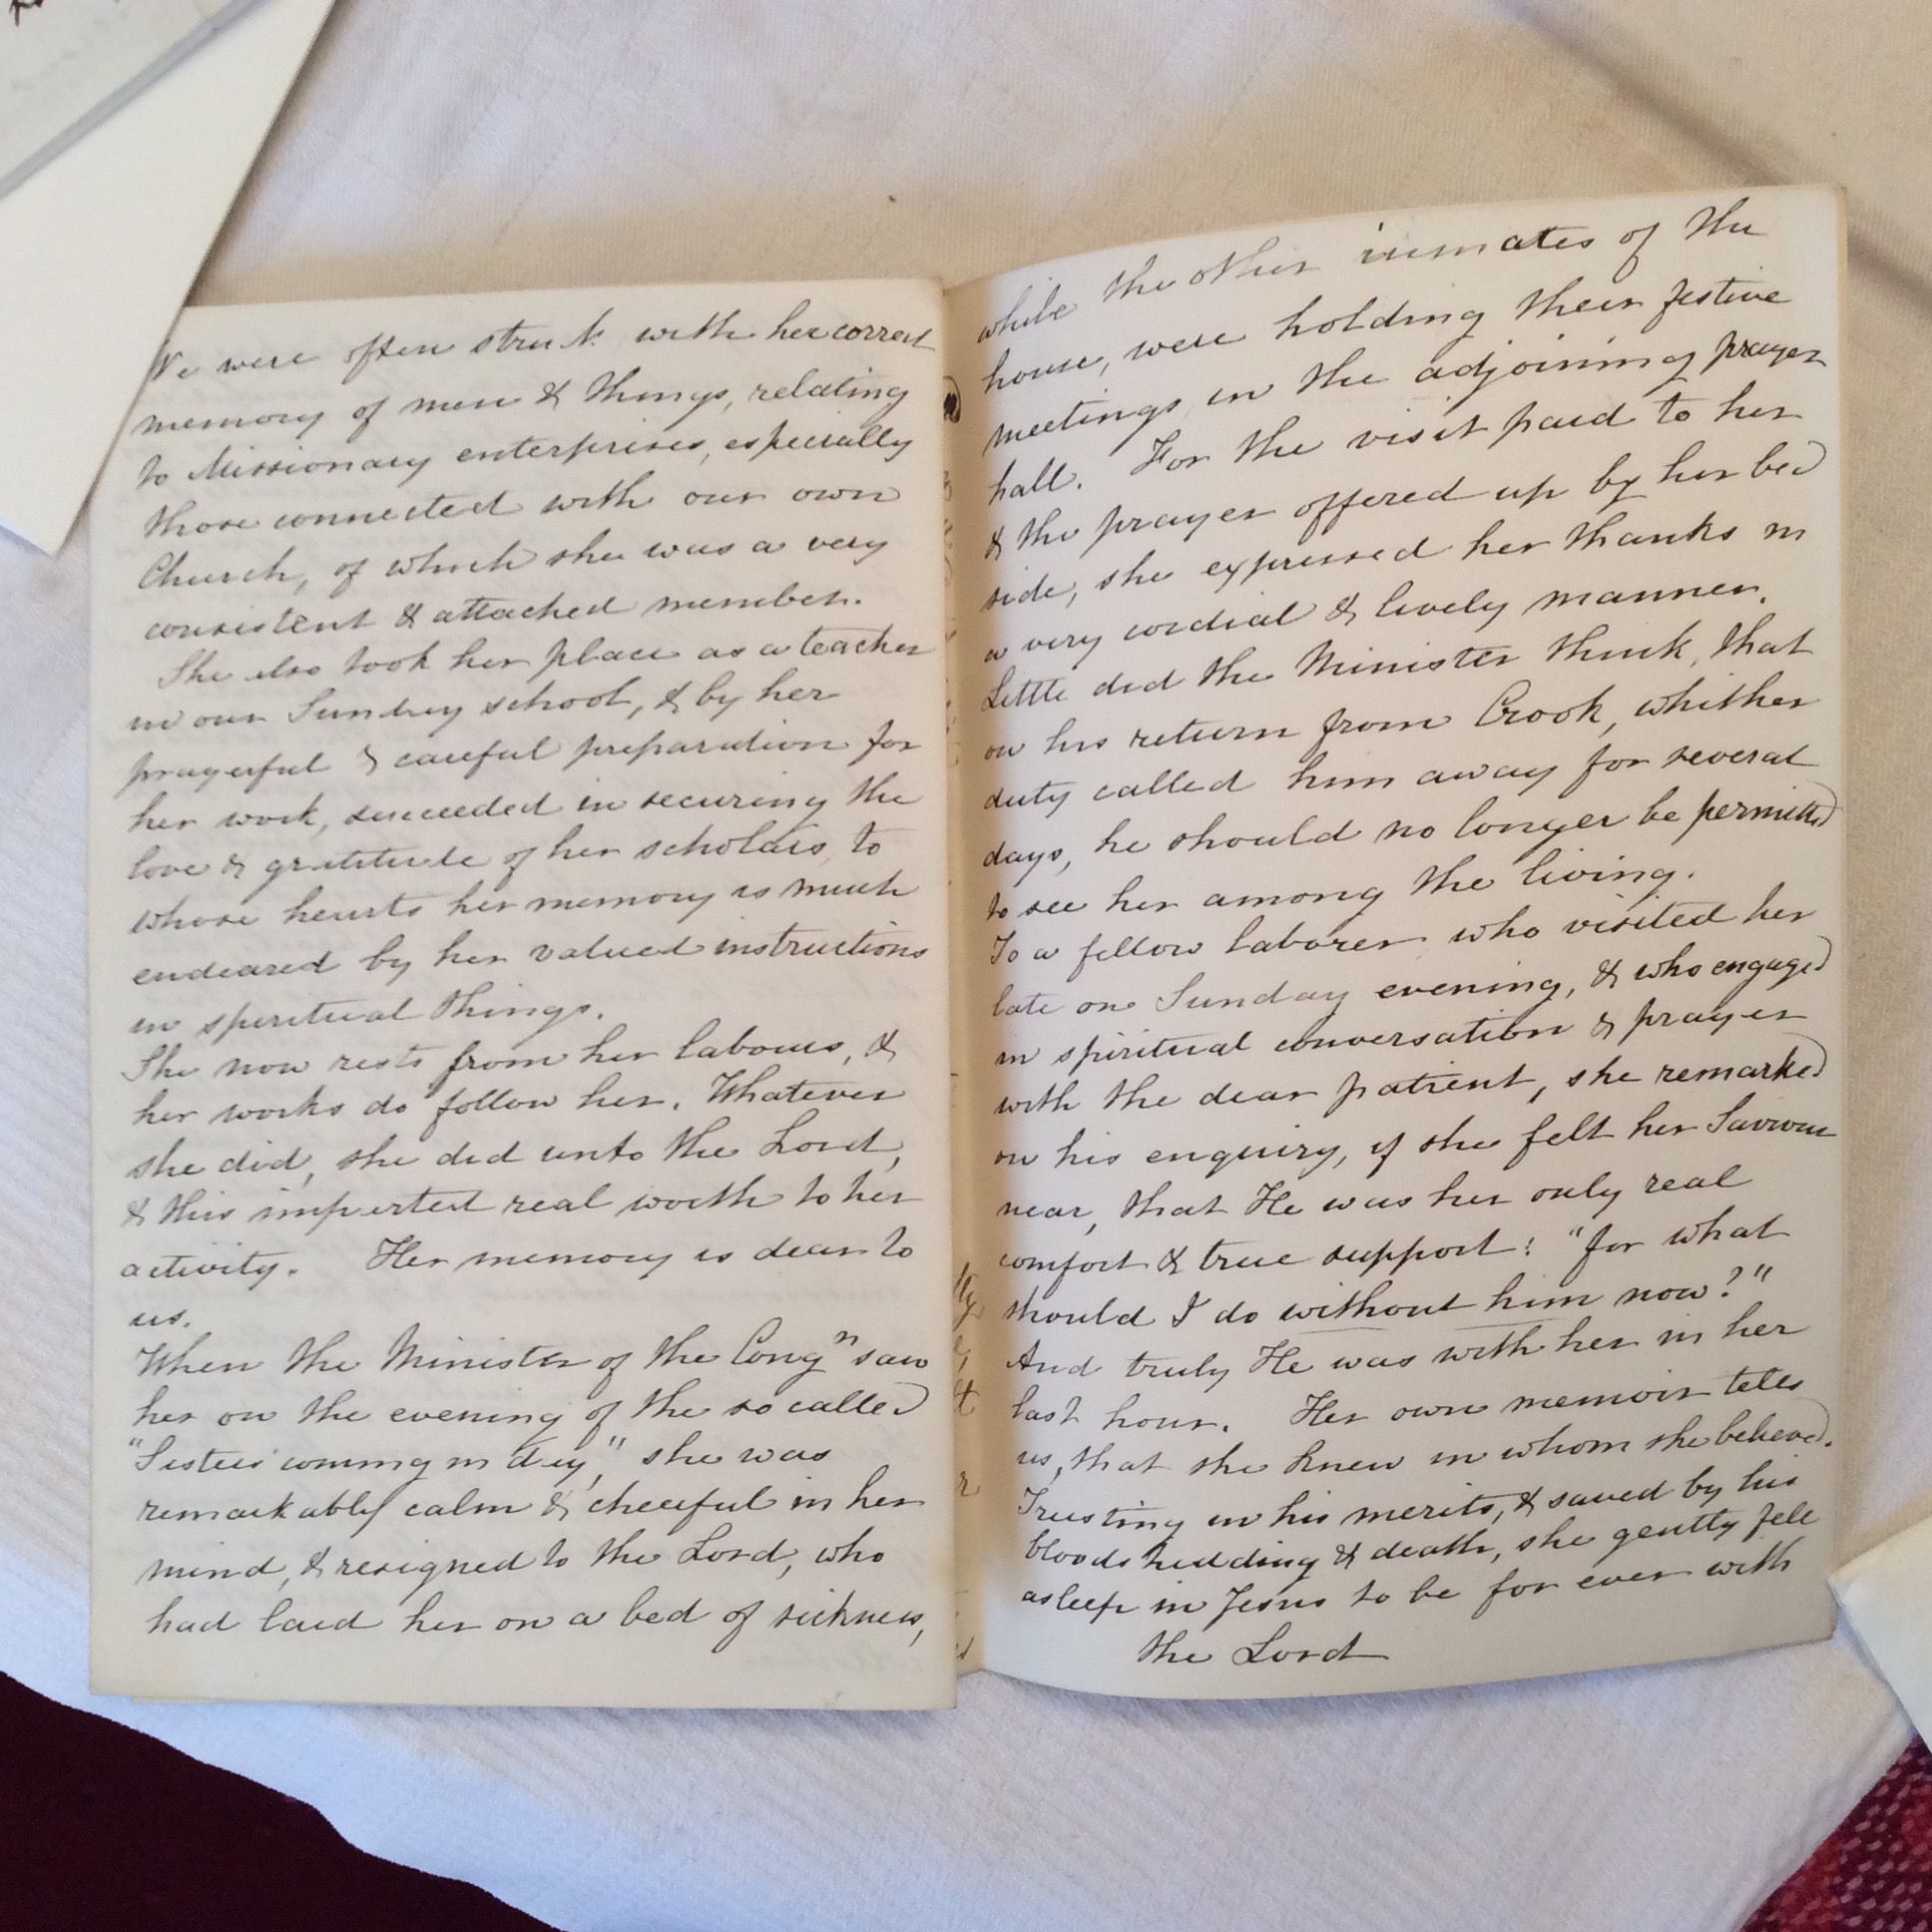 We were often struck with her correct
memory of men & things, relating
to Missionary enterprises, especially
those connected with our own
Church, of which she was a very
consistent & attached member.
She also took her place as a teacher
in our Sunday school, & by her
prayerful & careful preparation for
her work, succeeded in securing the
love & gratitude of her scholars, to
whose hearts her memory is much
endeared by her valued instructions
in spiritual things.
She now rests from her labours, &
her works do follow her. Whatever
she did, she did unto the Lord,
& this imparted real worth to her
activity. Her memory is dear to
us.
When the Minister of the Congn saw
her on the evening of the so called
"Sisters' coming in day," she was
remarkably calm & cheerful in her
mind, & resigned to the Lord, who
had laid her on a bed of sickness,
while the other inmates of the
house, were holding their festive
meetings in the adjoining prayer
hall. For the visit paid to her
& the prayer offered up by her bed
side, she expressed her thanks in
a very cordial & lively manner.
Little did the Minister think, that
on his return from Crook, whither
duty called him away for several
days, he should no longer be permitted
to see her among the living.
To a fellow laborer who visited her
late on Sunday evening, & who engaged
in spiritual conversation & prayer
with the dear patient, she remarked
on his enquiry, if she felt her Saviour
near, that He was her only real
comfort & true support: "for what
should I do without him now?"
And truly He was with her in her
last hour. Her own memoir tells
us, that she knew in whom she believed.
Trusting in his merits, & saved by his
bloodshedding & death, she gently fell
asleep in Jesus to be for ever with
the Lord